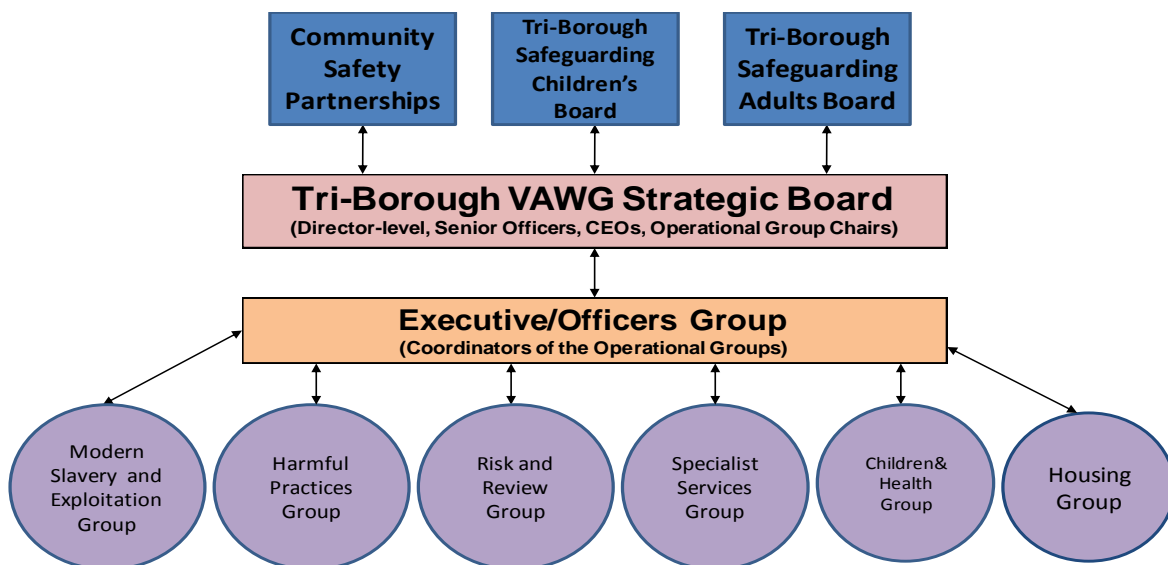 Community
Safety
Partnerships
Tri-Borough
Safeguarding
Children's
Board
Tri-Borough
Safeguarding
Adults Board
Tri-Borough VAWG Strategic Board
(Director-level, Senior Officers, CEOs, Operational Group Chairs)
Executive/Officers Group
(Coordinators of the Operational Groups)
Modern
Slavery and
Exploitation
Group
Harmful
Practices
Group
Risk and
Review
Group
Specialist
Services
Group
Children&
Health
Group
Housing
Group